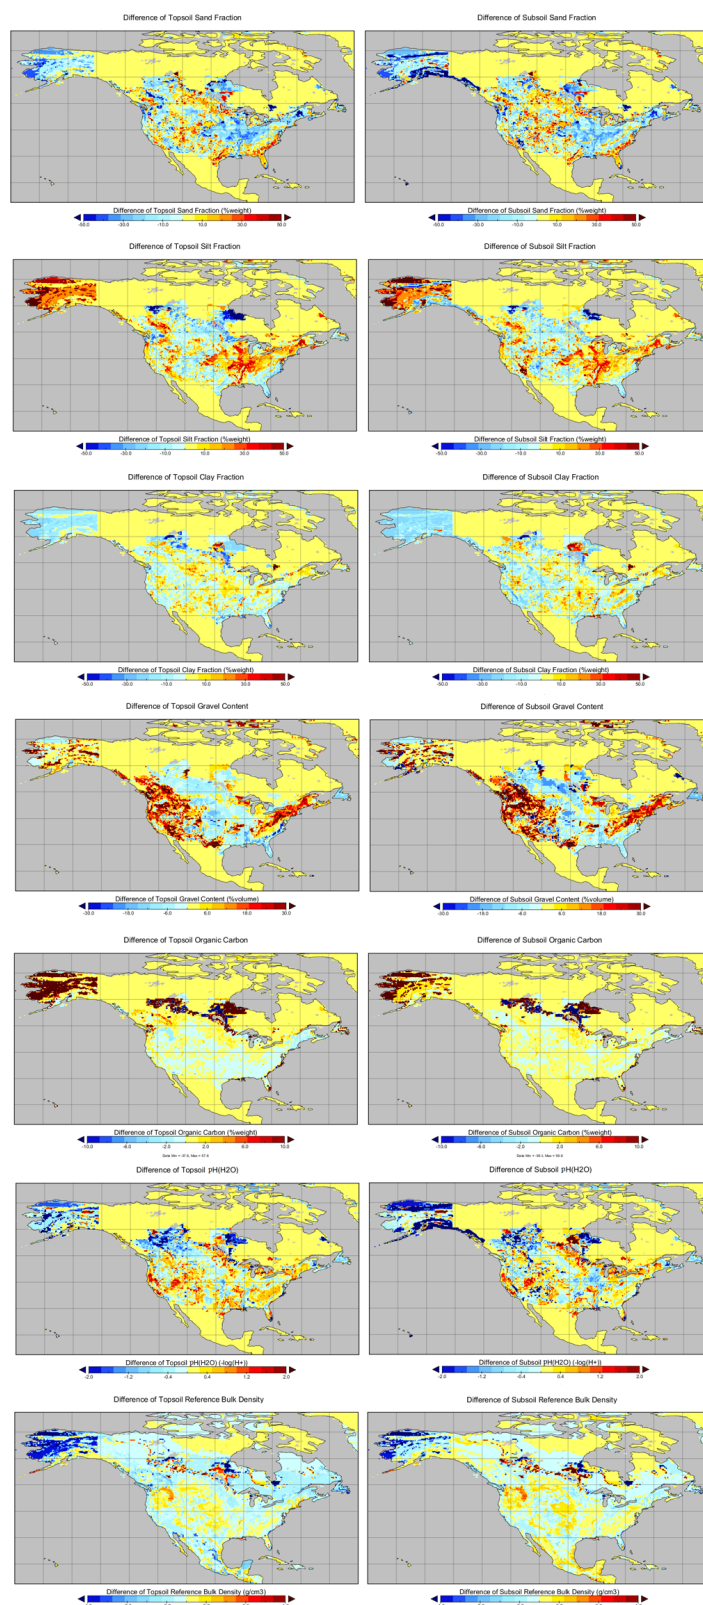 Difference of Topsoil Sand Fraction
Difference of Subsoil Sand Fraction
Difference of Topsoil Sand Fraction (%weight)
Difference of Subsoil Sand Fraction (%weight)
-50.0 -30.0 -10.0 10.0 30.0 50.0
-50.0 -30.0 -10.0 10.0 30.0 50.0
Difference of Topsoil Silt Fraction
Difference of Subsoil Silt Fraction
Difference of Topsoil Silt Fraction (%weight)
Difference of Subsoil Silt Fraction (%weight)
-50.0 -30.0 -10.0 10.0 30.0 50.0
-50.0 -30.0 -10.0 10.0 30.0 50.0
Difference of Topsoil Clay Fraction
Difference of Subsoil Clay Fraction
Difference of Topsoil Clay Fraction (%weight)
Difference of Subsoil Clay Fraction (%weight)
-50.0 -30.0 -10.0 10.0 30.0 50.0
-50.0 -30.0 -10.0 10.0 30.0 50.0
Difference of Topsoil Gravel Content
Difference of Subsoil Gravel Content
Difference of Topsoil Gravel Content (%volume)
Difference of Subsoil Gravel Content (%volume)
-30.0 -18.0 -6.0 6.0 18.0 30.0
-30.0 -18.0 -6.0 6.0 18.0 30.0
Difference of Topsoil Organic Carbon
Difference of Subsoil Organic Carbon
Difference of Topsoil Organic Carbon (%weight)
Difference of Subsoil Organic Carbon (%weight)
-10.0 -6.0 -2.0 2.0 6.0 10.0
-10.0 -6.0 -2.0 2.0 6.0 10.0
Difference of Topsoil pH(H2O)
Difference of Subsoil pH(H2O)
Difference of Topsoil pH(H2O) (-log(H+))
Difference of Subsoil pH(H2O) (-log(H+))
-2.0 -1.2 -0.4 0.4 1.2 2.0
-2.0 -1.2 -0.4 0.4 1.2 2.0
Difference of Topsoil Reference Bulk Density
Difference of Subsoil Reference Bulk Density
Difference of Topsoil Reference Bulk Density (g/cm3)
Difference of Subsoil Reference Bulk Density (g/cm3)